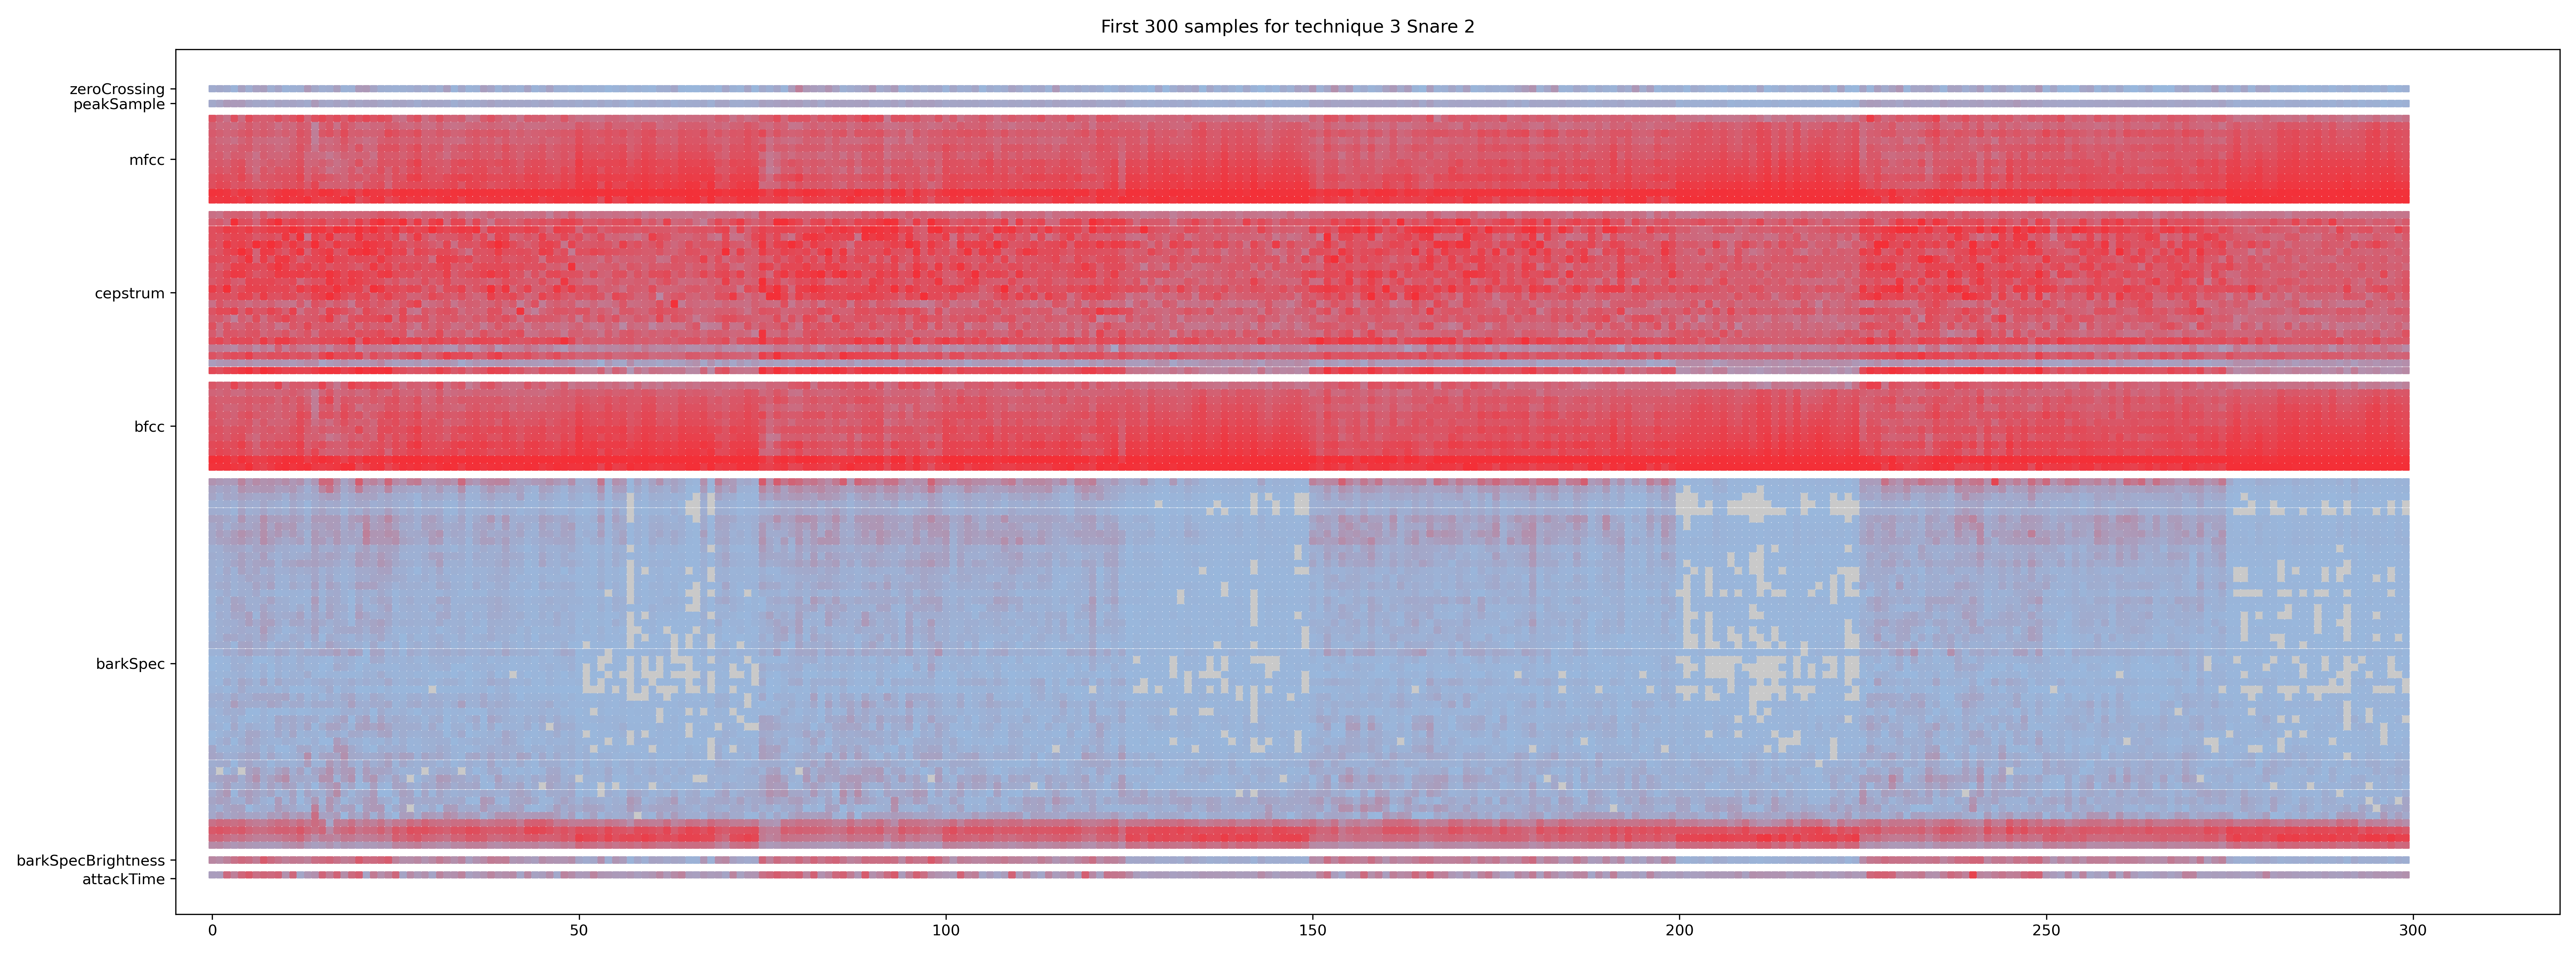 First 300 samples for technique 3 Snare 2
zeroCrossing
peakSample
mfcc
cepstrum
bfcc
barkSpec
barkSpecBrightness
attackTime
0 50 100 150 200 250 300